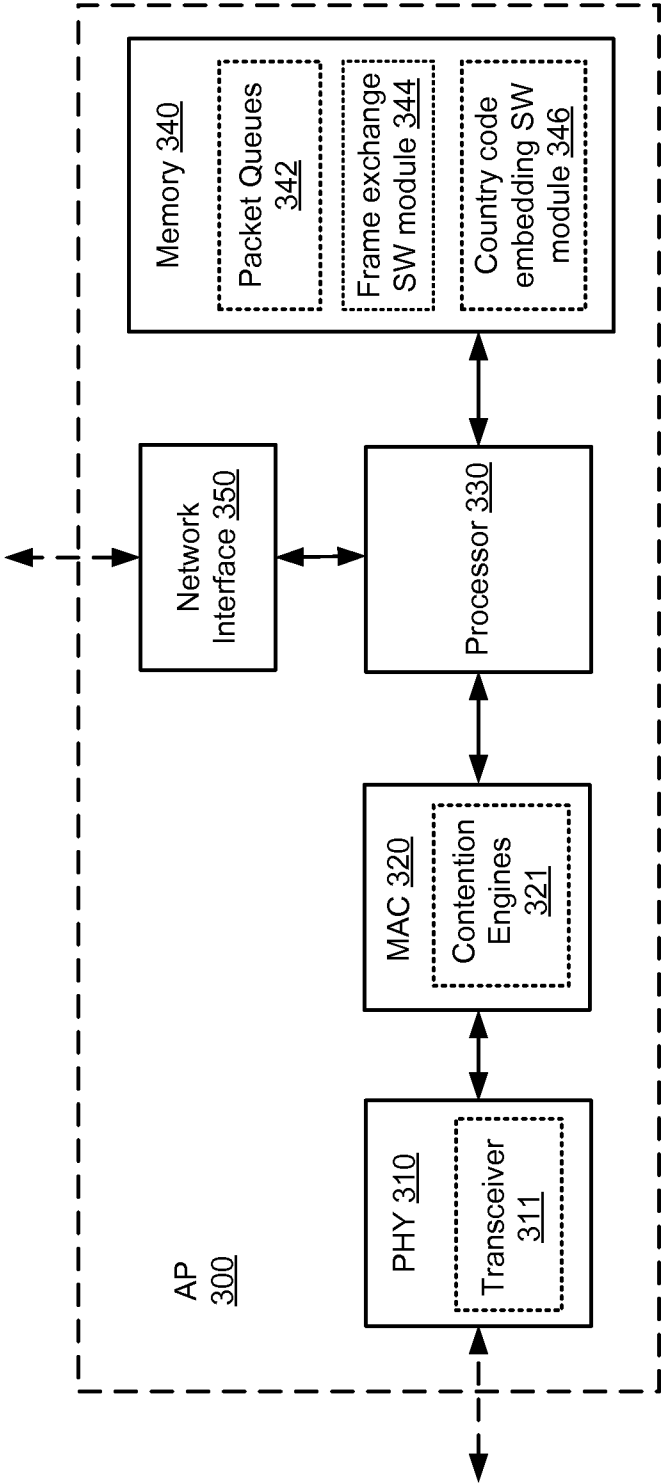 AP
300
PHY 310
Transceiver
311
MAC 320
Contention
Engines
321
Processor 330
Network
Interface 350
Memory 340
Packet Queues
342
Frame exchange
SW module 344
Country code
embedding SW
module 346